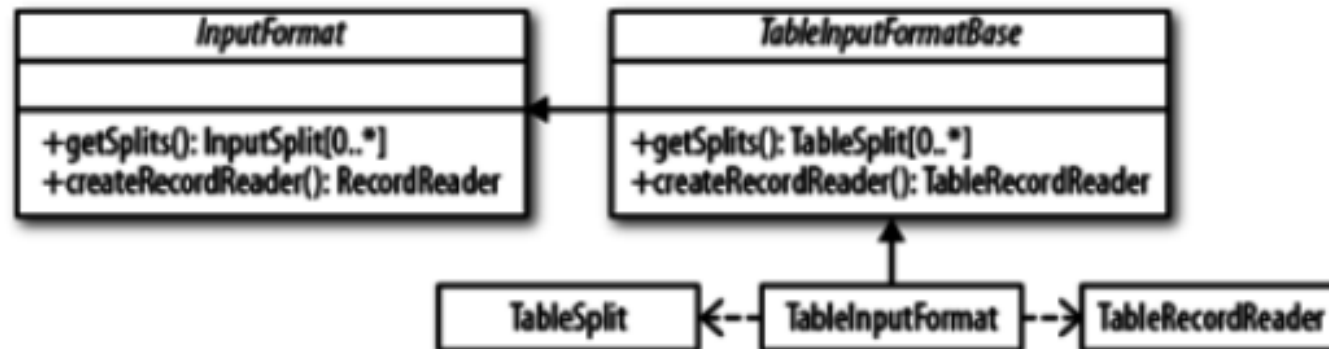 InputFormat
+getSplits(): InputSplit[0..*]
+createRecordReader(): RecordReader
TableInputFormatBase
+getSplits(): TableSplit[0..*]
+createRecordReader(): TableRecordReader
TableSplit
TableInputFormat
TableRecordReader